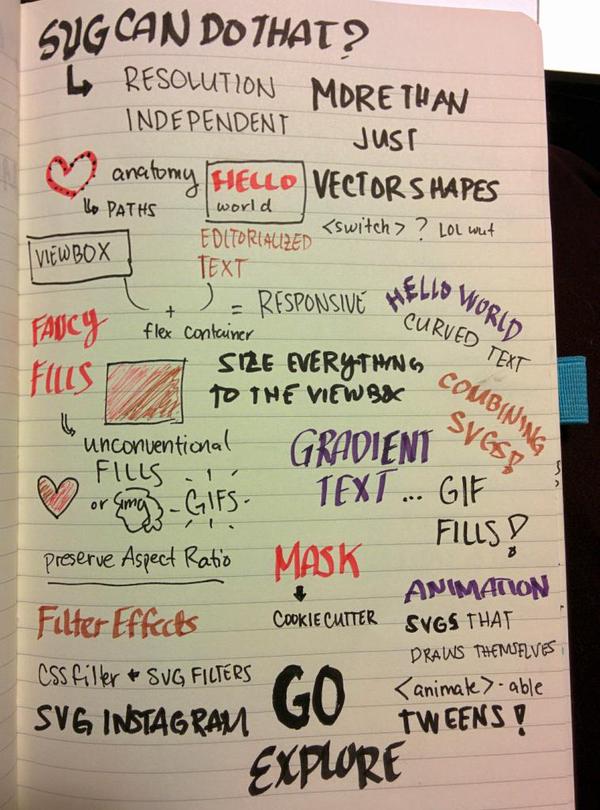 SVG CAN DO THAT?
RESOLUTION
INDEPENDENT
MORE THAN
JUST
VECTOR SHAPES
anatomy
PATHS
HELLO
world
<switch> ? LOL wut
VIEWBOX
EDITORIALIZED
TEXT
+
flex container
= RESPONSIVE
HELLO WORLD
CURVED TEXT
FANCY
FILLS
SIZE EVERYTHING
TO THE VIEWBOX
COMBINING
SVGS!
unconventional
FILLS
or img - GIFS
GRADIENT
TEXT... GIF
FILLS!
preserve Aspect Ratio
MASK
COOKIE CUTTER
ANIMATION
SVGS THAT
DRAWS THEMSELVES
Filter Effects
CSS filter + SVG FILTERS
SVG INSTAGRAM
<animate>-able
TWEENS!
GO
EXPLORE